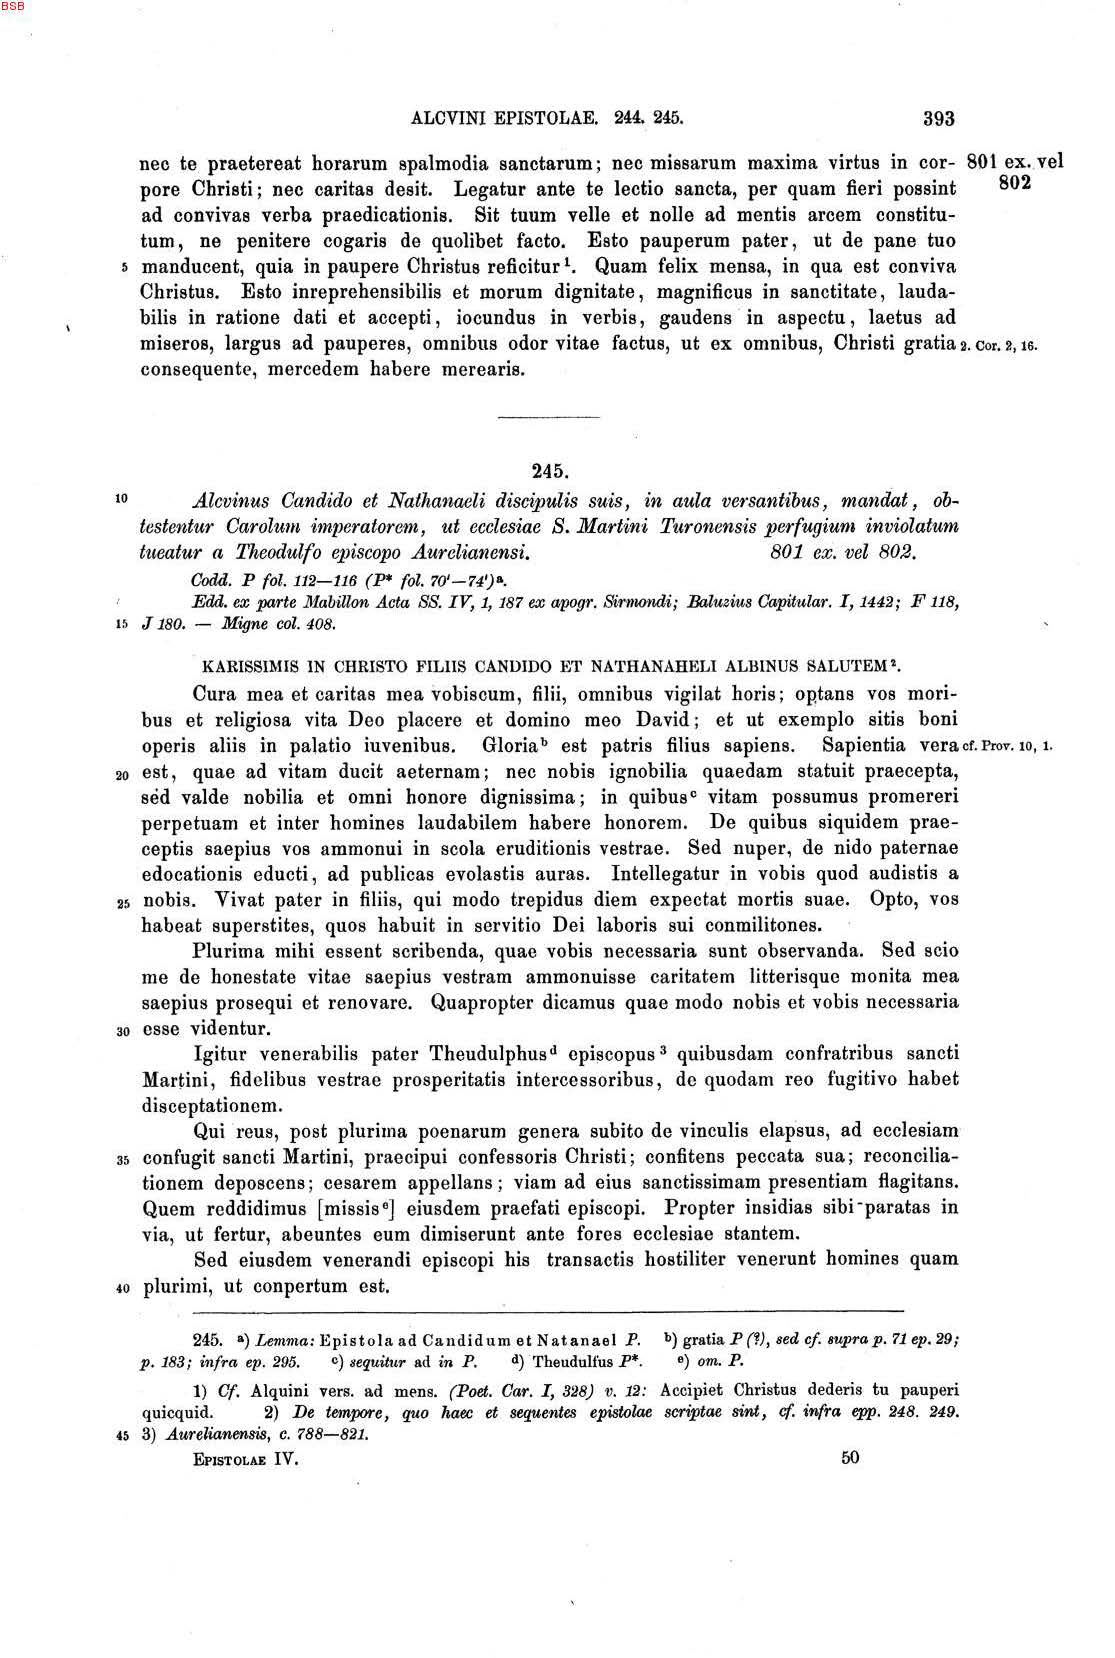 BSB
ALCVINI EPISTOLAE. 244. 245. 393
nec te praetereat horarum spalmodia sanctarum; nec missarum maxima virtus in cor- 801 ex. vel
pore Christi; nec caritas desit. Legatur ante te lectio sancta, per quam fieri possint 802
ad convivas verba praedicationis. Sit tuum velle et nolle ad mentis arcem constitu-
tum, ne penitere cogaris de quolibet facto. Esto pauperum pater, ut de pane tuo
5 manducent, quia in paupere Christus reficitur¹. Quam felix mensa, in qua est conviva
Christus. Esto inreprehensibilis et morum dignitate, magnificus in sanctitate, lauda-
bilis in ratione dati et accepti, iocundus in verbis, gaudens in aspectu, laetus ad
miseros, largus ad pauperes, omnibus odor vitae factus, ut ex omnibus, Christi gratia 2. Cor. 2, 16.
consequente, mercedem habere merearis.
245.
10 Alcvinus Candido et Nathanaeli discipulis suis, in aula versantibus, mandat, ob-
testentur Carolum imperatorem, ut ecclesiae S. Martini Turonensis perfugium inviolatum
tueatur a Theodulfo episcopo Aurelianensi. 801 ex. vel 802.
Codd. P fol. 112—116 (P* fol. 70'—74')ᵃ.
Edd. ex parte Mabillon Acta SS. IV, 1, 187 ex apogr. Sirmondi; Baluzius Capitular. I, 1442; F 118,
15 J 180. — Migne col. 408.
KARISSIMIS IN CHRISTO FILIIS CANDIDO ET NATHANAHELI ALBINUS SALUTEM².
Cura mea et caritas mea vobiscum, filii, omnibus vigilat horis; optans vos mori-
bus et religiosa vita Deo placere et domino meo David; et ut exemplo sitis boni
operis aliis in palatio iuvenibus. Gloriaᵇ est patris filius sapiens. Sapientia vera cf. Prov. 10, 1.
20 est, quae ad vitam ducit aeternam; nec nobis ignobilia quaedam statuit praecepta,
sed valde nobilia et omni honore dignissima; in quibusᶜ vitam possumus promereri
perpetuam et inter homines laudabilem habere honorem. De quibus siquidem prae-
ceptis saepius vos ammonui in scola eruditionis vestrae. Sed nuper, de nido paternae
edocationis educti, ad publicas evolastis auras. Intellegatur in vobis quod audistis a
25 nobis. Vivat pater in filiis, qui modo trepidus diem expectat mortis suae. Opto, vos
habeat superstites, quos habuit in servitio Dei laboris sui conmilitones.
Plurima mihi essent scribenda, quae vobis necessaria sunt observanda. Sed scio
me de honestate vitae saepius vestram ammonuisse caritatem litterisque monita mea
saepius prosequi et renovare. Quapropter dicamus quae modo nobis et vobis necessaria
30 esse videntur.
Igitur venerabilis pater Theudulphusᵈ episcopus³ quibusdam confratribus sancti
Martini, fidelibus vestrae prosperitatis intercessoribus, de quodam reo fugitivo habet
disceptationem.
Qui reus, post plurima poenarum genera subito de vinculis elapsus, ad ecclesiam
35 confugit sancti Martini, praecipui confessoris Christi; confitens peccata sua; reconcilia-
tionem deposcens; cesarem appellans; viam ad eius sanctissimam presentiam flagitans.
Quem reddidimus [missisᵉ] eiusdem praefati episcopi. Propter insidias sibi paratas in
via, ut fertur, abeuntes eum dimiserunt ante fores ecclesiae stantem.
Sed eiusdem venerandi episcopi his transactis hostiliter venerunt homines quam
40 plurimi, ut conpertum est.
245. ᵃ) Lemma: Epistola ad Candidum et Natanael P. ᵇ) gratia P (?), sed cf. supra p. 71 ep. 29;
p. 183; infra ep. 295. ᶜ) sequitur ad in P. ᵈ) Theudulfus P*. ᵉ) om. P.
1) Cf. Alquini vers. ad mens. (Poet. Car. I, 328) v. 12: Accipiet Christus dederis tu pauperi
quicquid. 2) De tempore, quo haec et sequentes epistolae scriptae sint, cf. infra epp. 248. 249.
45 3) Aurelianensis, c. 788—821.
EPISTOLAE IV. 50